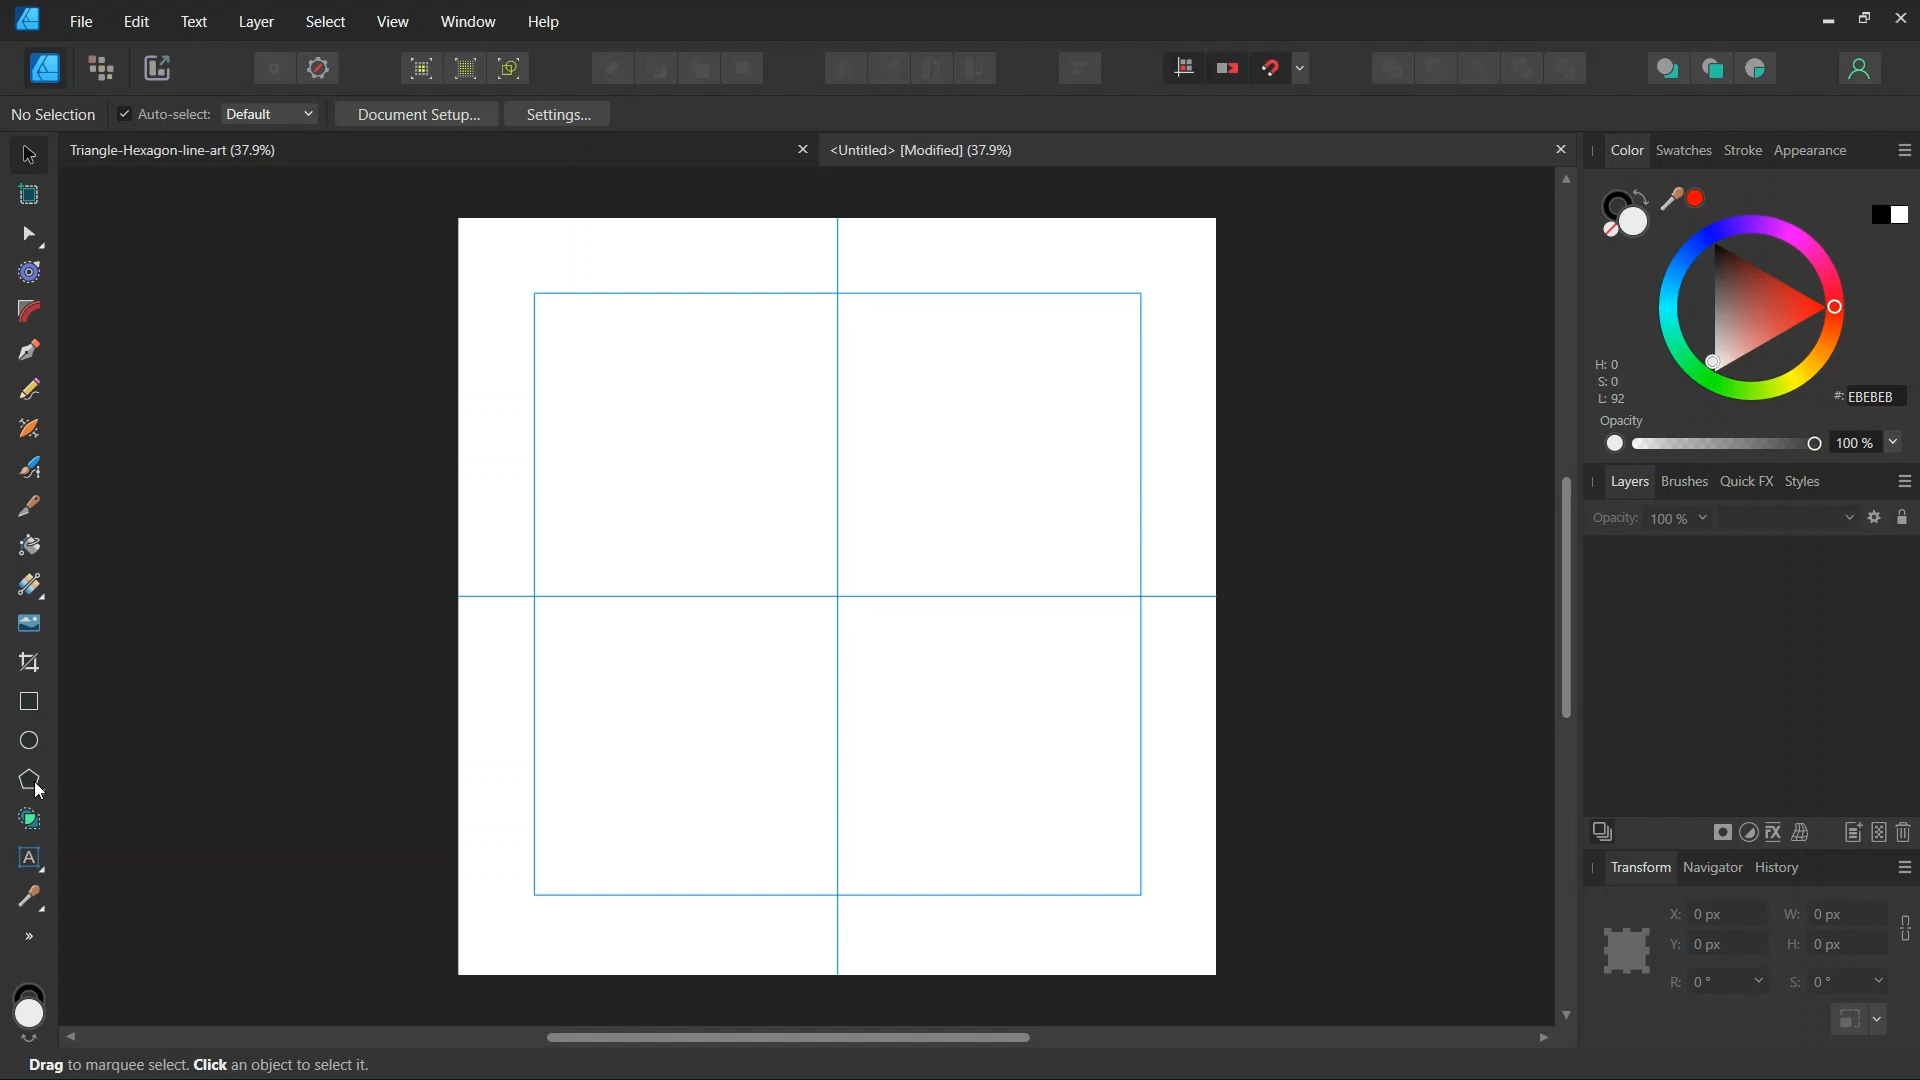 File Edit Text Layer Select View Window Help
No Selection Auto-select: Default Document Setup... Settings...
Triangle-Hexagon-line-art (37.9%)
<Untitled> [Modified] (37.9%)
Color Swatches Stroke Appearance
H: 0
S: 0
L: 92
#: EBEBEB
Opacity
100 %
Layers Brushes Quick FX Styles
Opacity: 100 %
FX
A
Transform Navigator History
X: 0 px W: 0 px
Y: 0 px H: 0 px
R: 0 ° S: 0 °
Drag to marquee select. Click an object to select it.